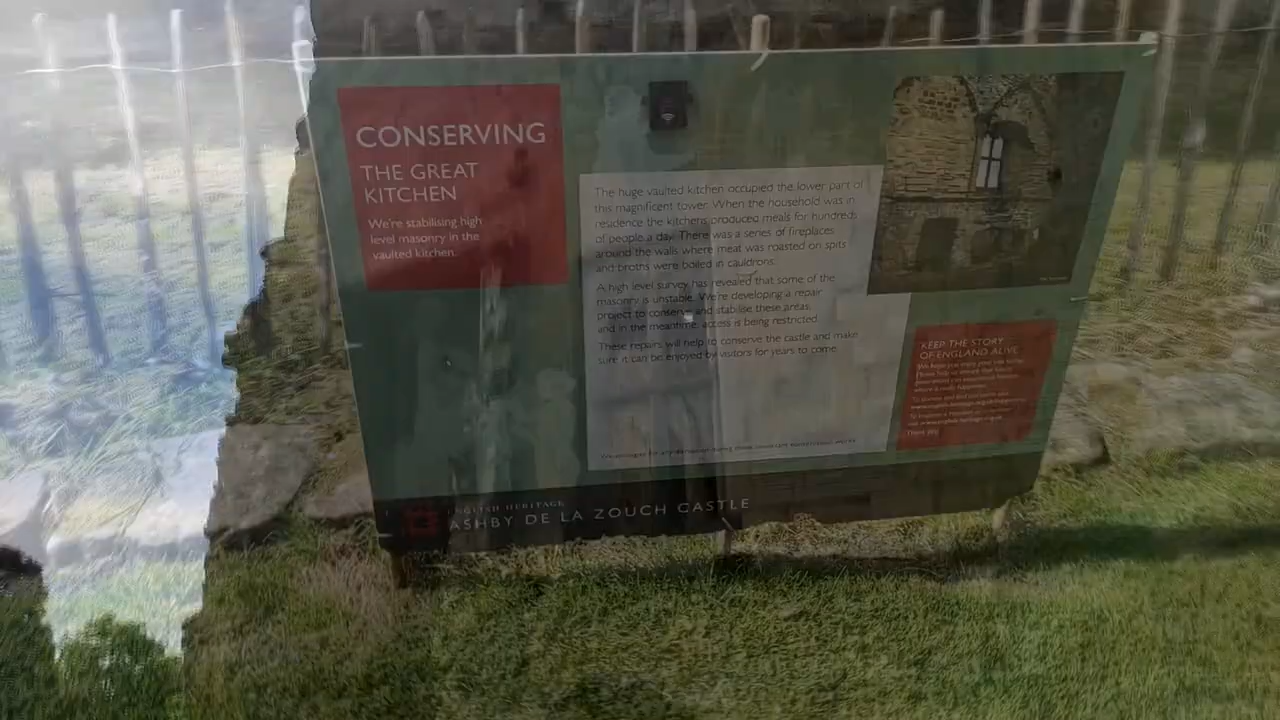 CONSERVING
THE GREAT
KITCHEN
We're stabilising high
level masonry in the
vaulted kitchen.
The huge vaulted kitchen occupied the lower part of
this magnificent tower. When the household was in
residence the kitchens produced meals for hundreds
of people a day. There was a series of fireplaces
around the walls where meat was roasted on spits
and broths were boiled in cauldrons.
A high level survey has revealed that some of the
masonry is unstable. We're developing a repair
project to conserve and stabilise these areas,
and in the meantime, access is being restricted.
These repairs will help to conserve the castle and make
sure it can be enjoyed by visitors for years to come.
KEEP THE STORY
OF ENGLAND ALIVE
ENGLISH HERITAGE
ASHBY DE LA ZOUCH CASTLE